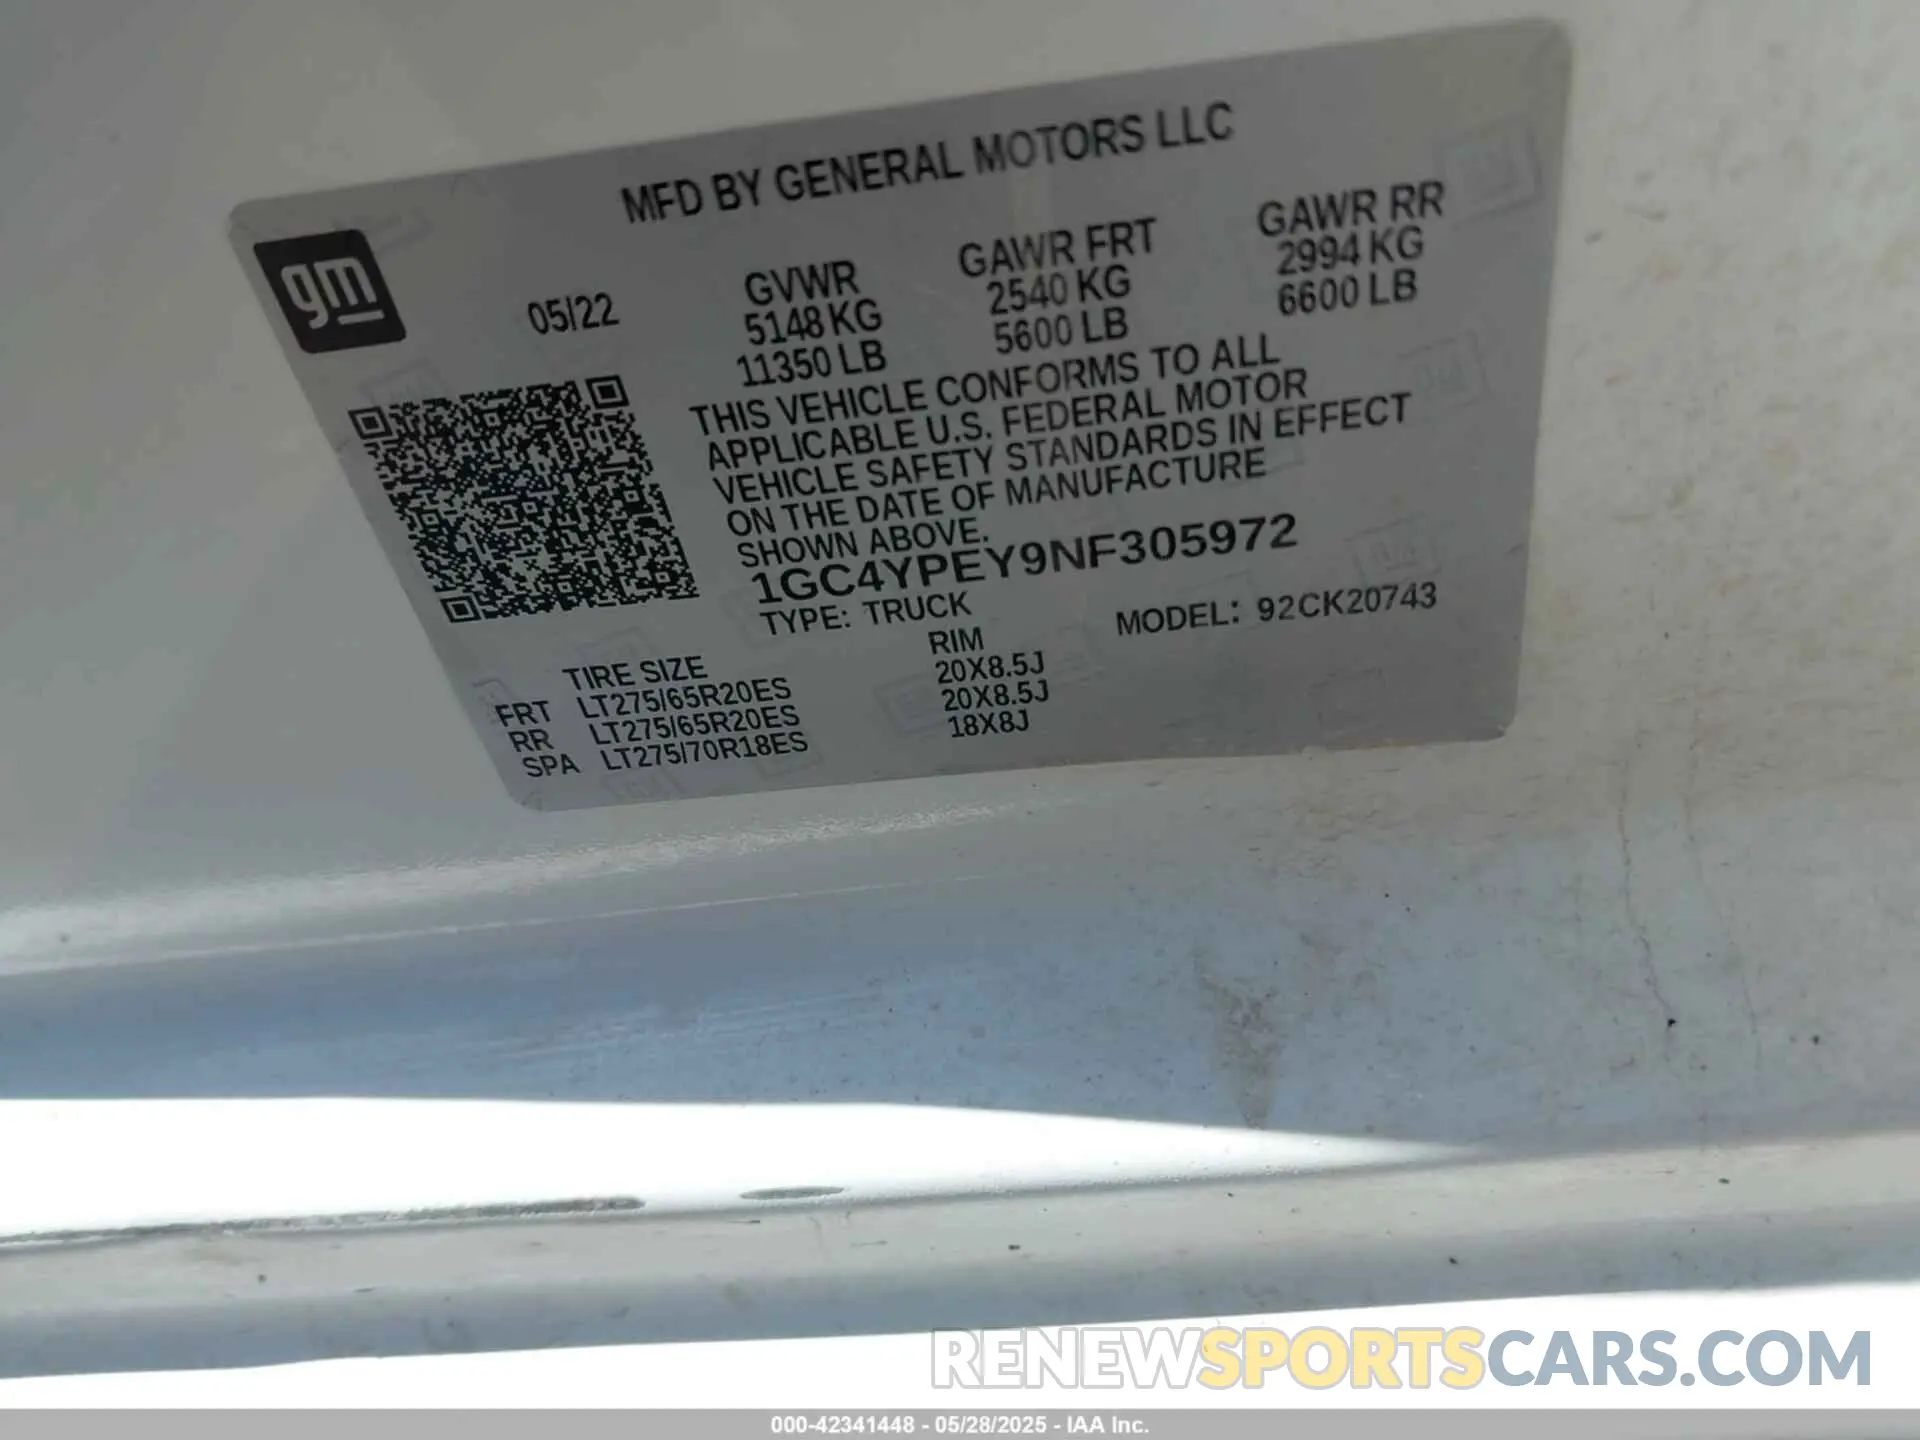 MFD BY GENERAL MOTORS LLC
gm
05/22
GVWR
5148 KG
11350 LB
GAWR FRT
2540 KG
5600 LB
GAWR RR
2994 KG
6600 LB
THIS VEHICLE CONFORMS TO ALL
APPLICABLE U.S. FEDERAL MOTOR
VEHICLE SAFETY STANDARDS IN EFFECT
ON THE DATE OF MANUFACTURE
SHOWN ABOVE.
1GC4YPEY9NF305972
TYPE: TRUCK
MODEL: 92CK20743
TIRE SIZE RIM
FRT LT275/65R20ES 20X8.5J
RR LT275/65R20ES 20X8.5J
SPA LT275/70R18ES 18X8J
RENEWSPORTSCARS.COM
000-42341448 - 05/28/2025 - IAA Inc.